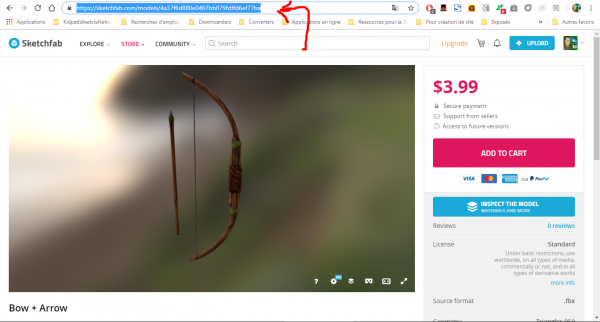 https://sketchfab.com/models/4a37f6d880e0407bb879fdffd6ef77ba
Applications
KidpaddleetcieNetwo
Recherches d'emploi
Downloaders
Converters
Applications en ligne
Ressources pour la
Pour création de site
Exposés
»
Autres favoris
Sketchfab
EXPLORE
STORE
COMMUNITY
Search
Upgrade
UPLOAD
$3.99
Secure payment
Support from sellers
Access to future versions
ADD TO CART
VISA
via PayPal
INSPECT THE MODEL
MATERIALS AND MORE
Reviews
0 reviews
License
Standard
Under basic restrictions, use
worldwide, on all types of media,
commercially or not, and in all
types of derivative works
more info
Source format
.fbx
?
Bow + Arrow